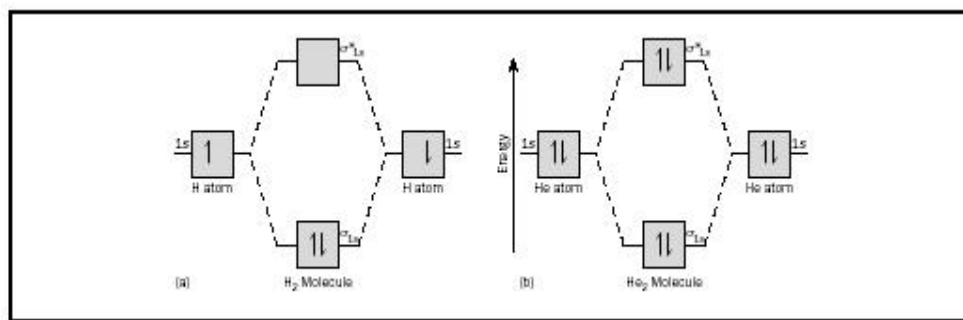 σ*1s
σ*1s
1s
1s
Energy
1s
1s
H atom
H atom
He atom
He atom
σ1s
σ1s
(a)
H2 Molecule
(b)
He2 Molecule